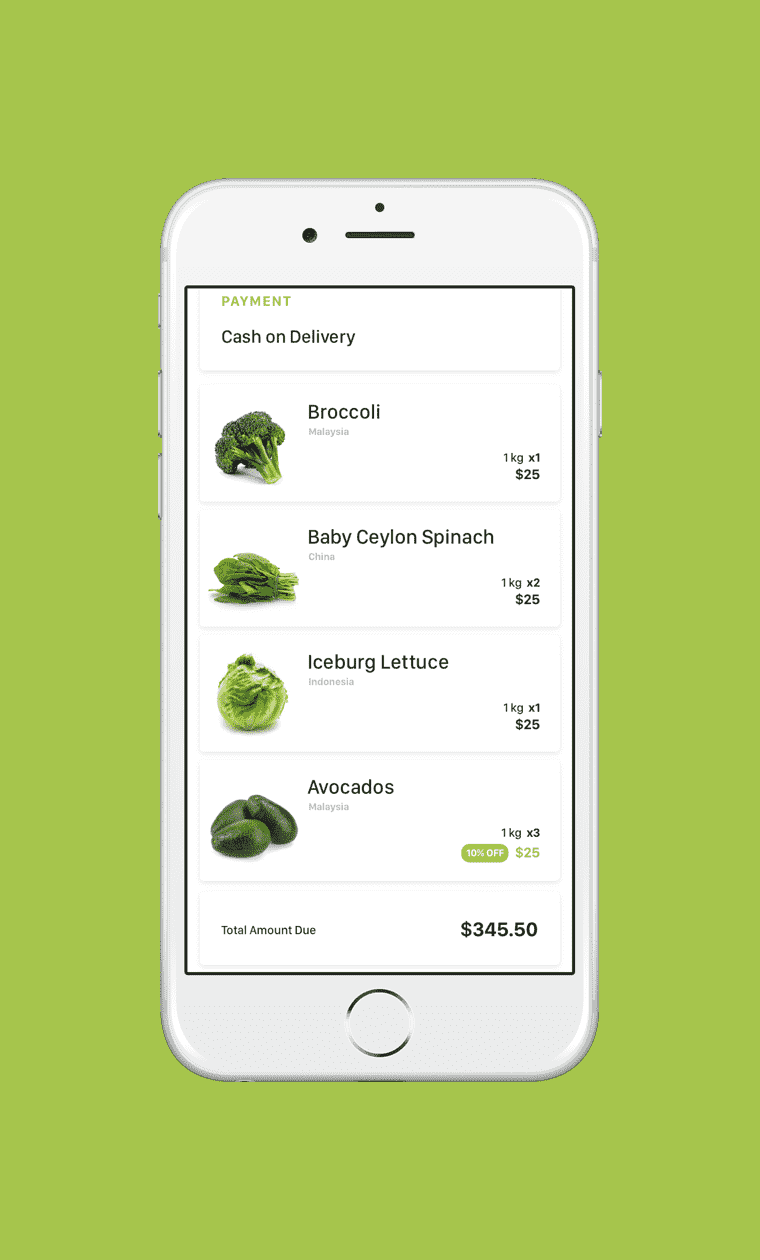 PAYMENT
Cash on Delivery
Broccoli
Malaysia
1 kg x1
$25
Baby Ceylon Spinach
China
1 kg x2
$25
Iceburg Lettuce
Indonesia
1 kg x1
$25
Avocados
Malaysia
1 kg x3
10% OFF $25
Total Amount Due $345.50